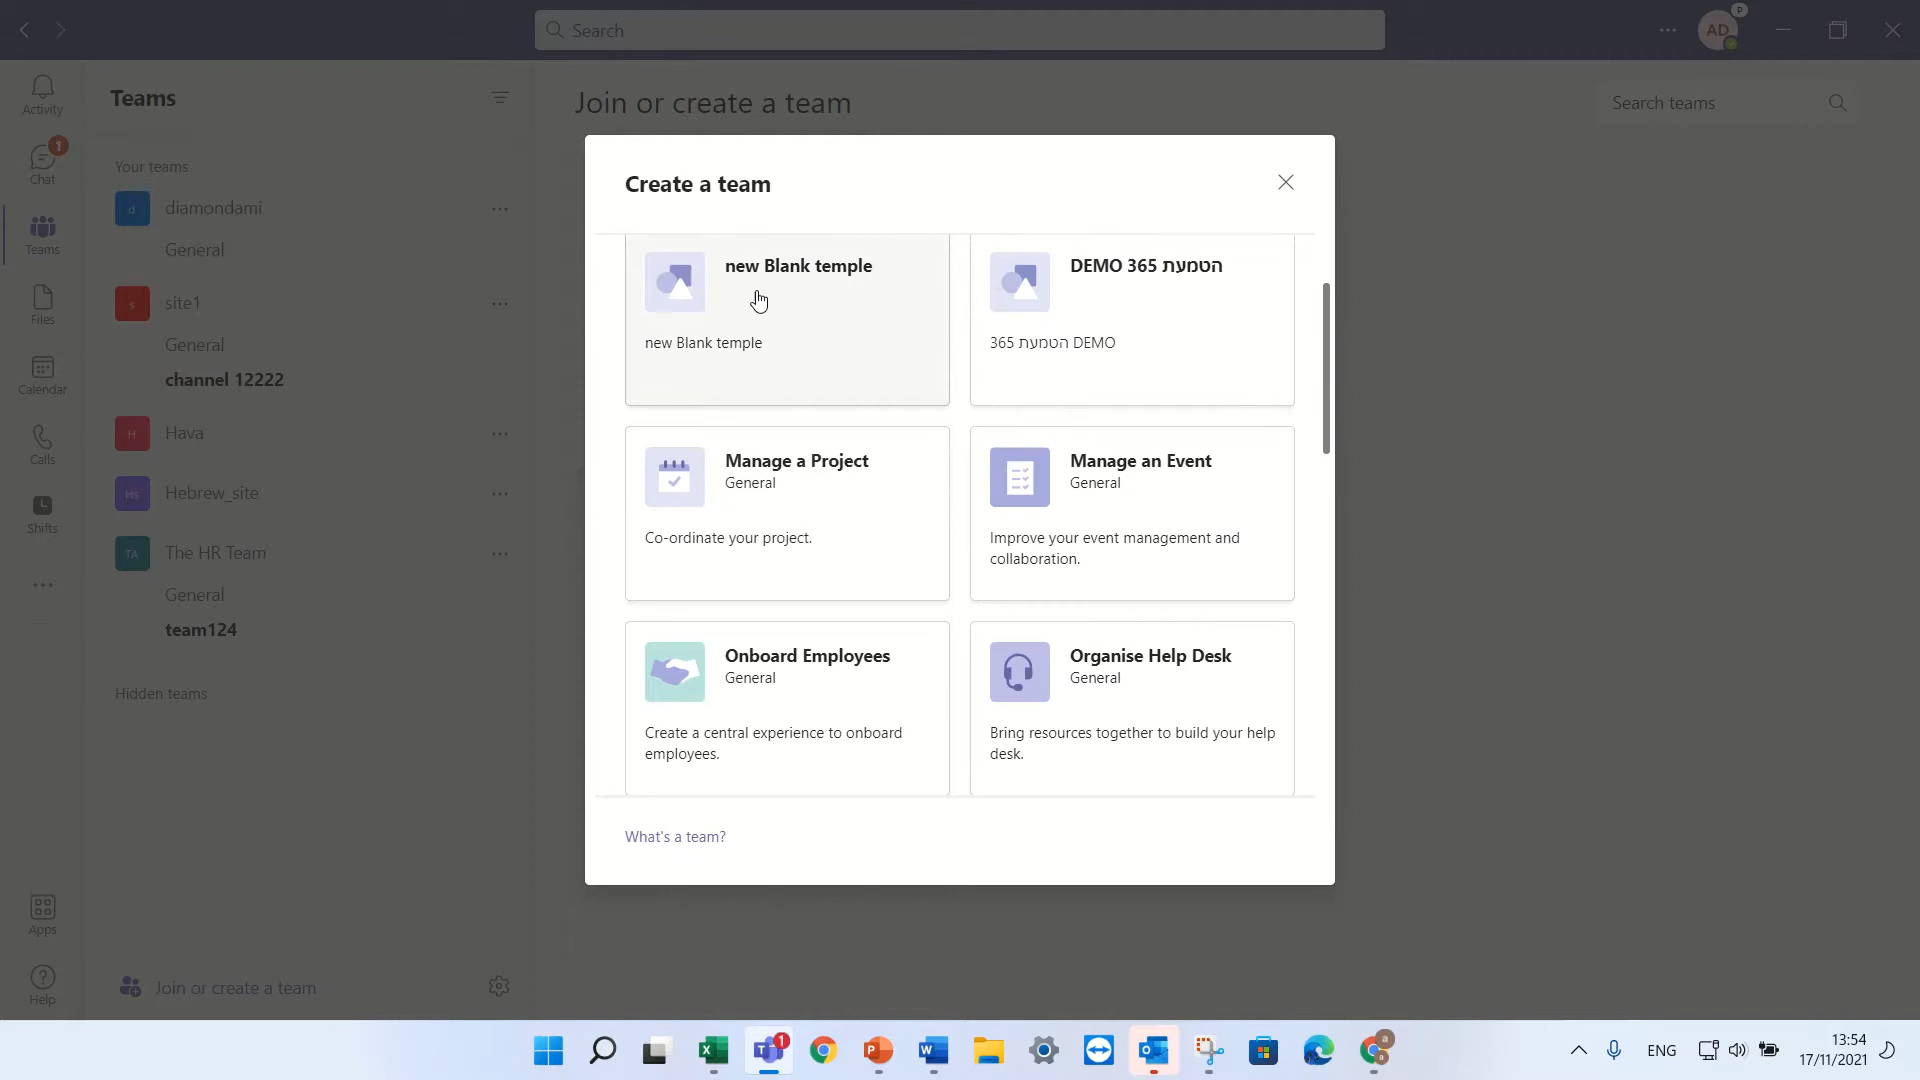 Search
AD
P
Activity
Chat
1
Teams
Files
Calendar
Calls
Shifts
Apps
Help
Teams
Your teams
d
diamondami
General
s
site1
General
channel 12222
H
Hava
Hs
Hebrew_site
TA
The HR Team
General
team124
Hidden teams
Join or create a team
Join or create a team
Search teams
Create a team
new Blank temple
new Blank temple
DEMO 365 הטמעת
365 הטמעת DEMO
Manage a Project
General
Co-ordinate your project.
Manage an Event
General
Improve your event management and
collaboration.
Onboard Employees
General
Create a central experience to onboard
employees.
Organise Help Desk
General
Bring resources together to build your help
desk.
What's a team?
1
a
a
ENG
13:54
17/11/2021